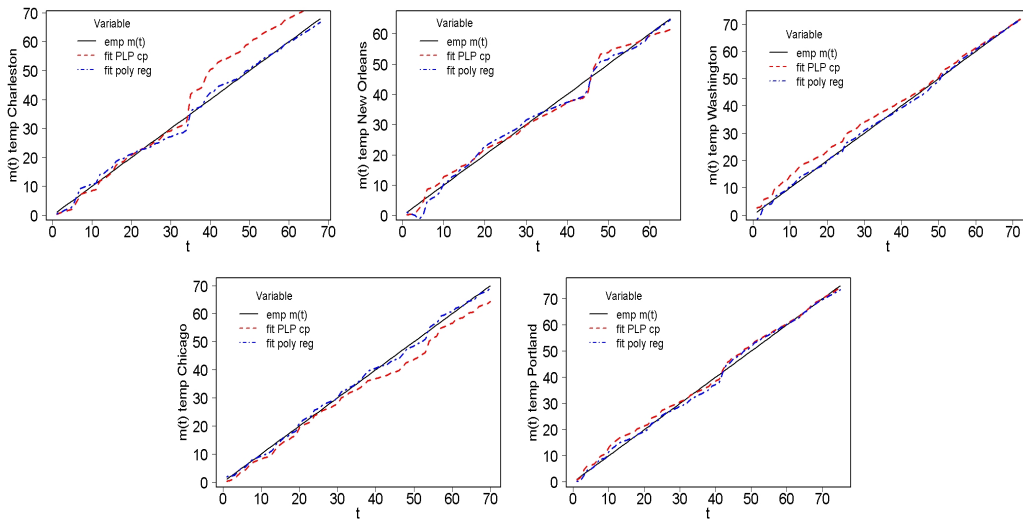 m(t) temp Charleston
70
60
50
40
30
20
10
0
Variable
emp m(t)
fit PLP cp
fit poly reg
0 10 20 30 40 50 60 70
t
m(t) temp New Orleans
70
60
50
40
30
20
10
0
Variable
emp m(t)
fit PLP cp
fit poly reg
0 10 20 30 40 50 60
t
m(t) temp Washington
70
60
50
40
30
20
10
0
Variable
emp m(t)
fit PLP cp
fit poly reg
0 10 20 30 40 50 60 70
t
m(t) temp Chicago
70
60
50
40
30
20
10
0
Variable
emp m(t)
fit PLP cp
fit poly reg
0 10 20 30 40 50 60 70
t
m(t) temp Portland
70
60
50
40
30
20
10
0
Variable
emp m(t)
fit PLP cp
fit poly reg
0 10 20 30 40 50 60 70
t